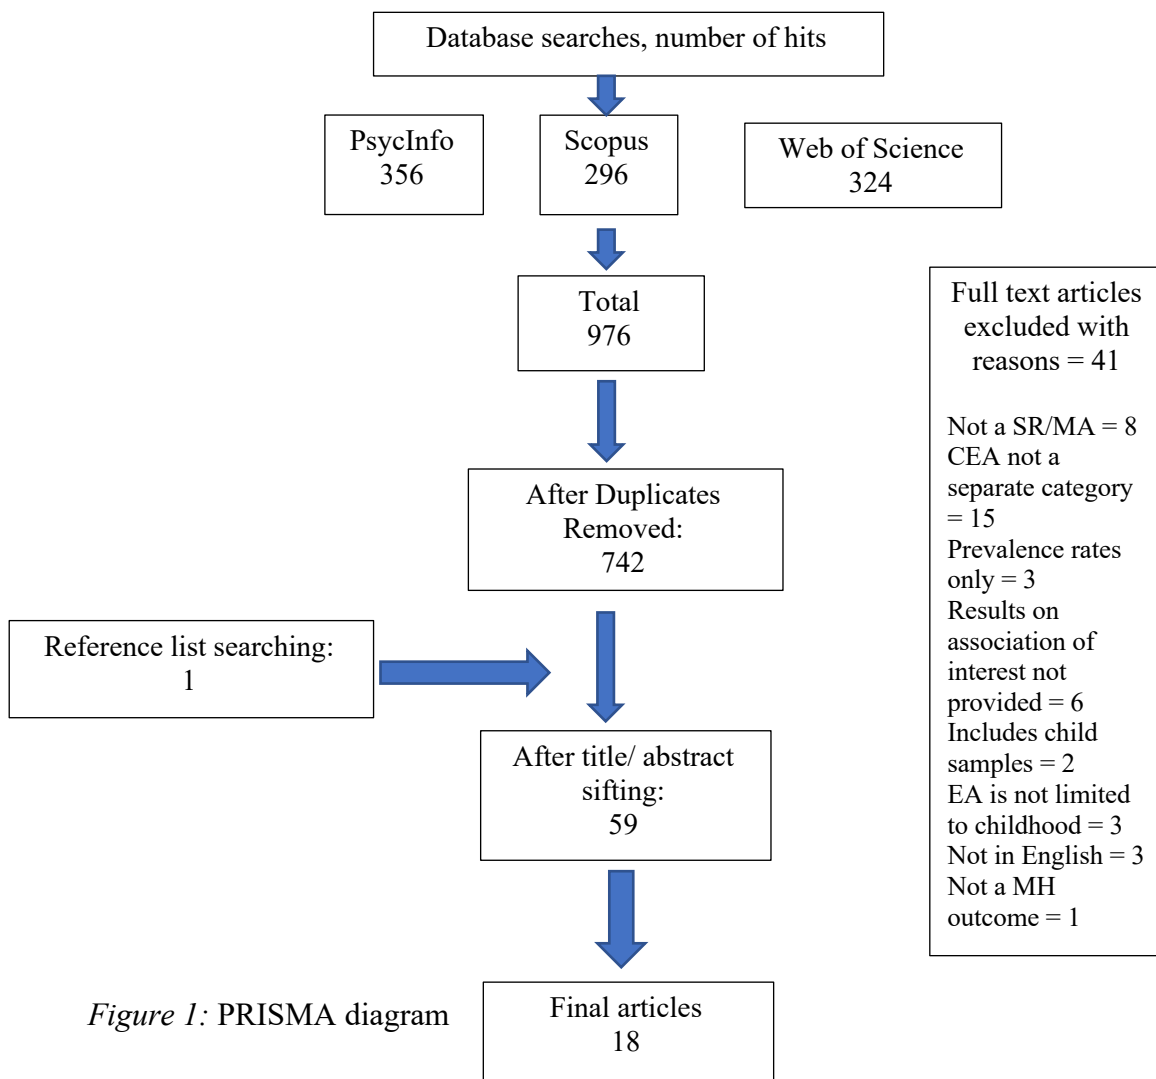 Database searches, number of hits
PsycInfo
356
Scopus
296
Web of Science
324
Total
976
After Duplicates
Removed:
742
Reference list searching:
1
After title/ abstract
sifting:
59
Final articles
18
Full text articles
excluded with
reasons = 41
Not a SR/MA = 8
CEA not a
separate category
= 15
Prevalence rates
only = 3
Results on
association of
interest not
provided = 6
Includes child
samples = 2
EA is not limited
to childhood = 3
Not in English = 3
Not a MH
outcome = 1
Figure 1: PRISMA diagram